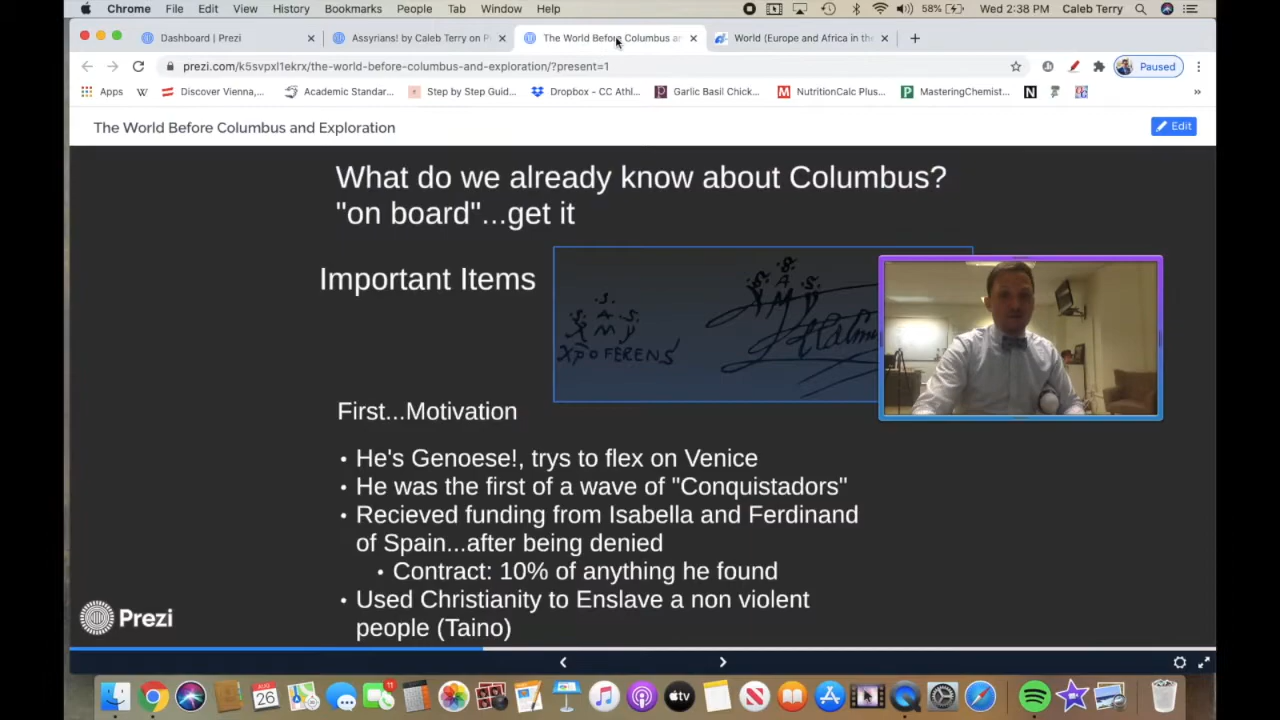 Chrome File Edit View History Bookmarks People Tab Window Help 58% Wed 2:38 PM Caleb Terry
Dashboard | Prezi Assyrians! by Caleb Terry on P The World Before Columbus an World (Europe and Africa in the
prezi.com/k5svpxl1ekrx/the-world-before-columbus-and-exploration/?present=1 Paused
Apps W Discover Vienna,... Academic Standar... Step by Step Guid... Dropbox - CC Athl... Garlic Basil Chick... NutritionCalc Plus... MasteringChemist... N »
The World Before Columbus and Exploration Edit
What do we already know about Columbus?
"on board"...get it
Important Items
.S.
.S. A .S.
X M Y
XPOFERENS
First...Motivation
• He's Genoese!, trys to flex on Venice
• He was the first of a wave of "Conquistadors"
• Recieved funding from Isabella and Ferdinand
of Spain...after being denied
• Contract: 10% of anything he found
• Used Christianity to Enslave a non violent
people (Taino)
Prezi
AUG
26
11
tv